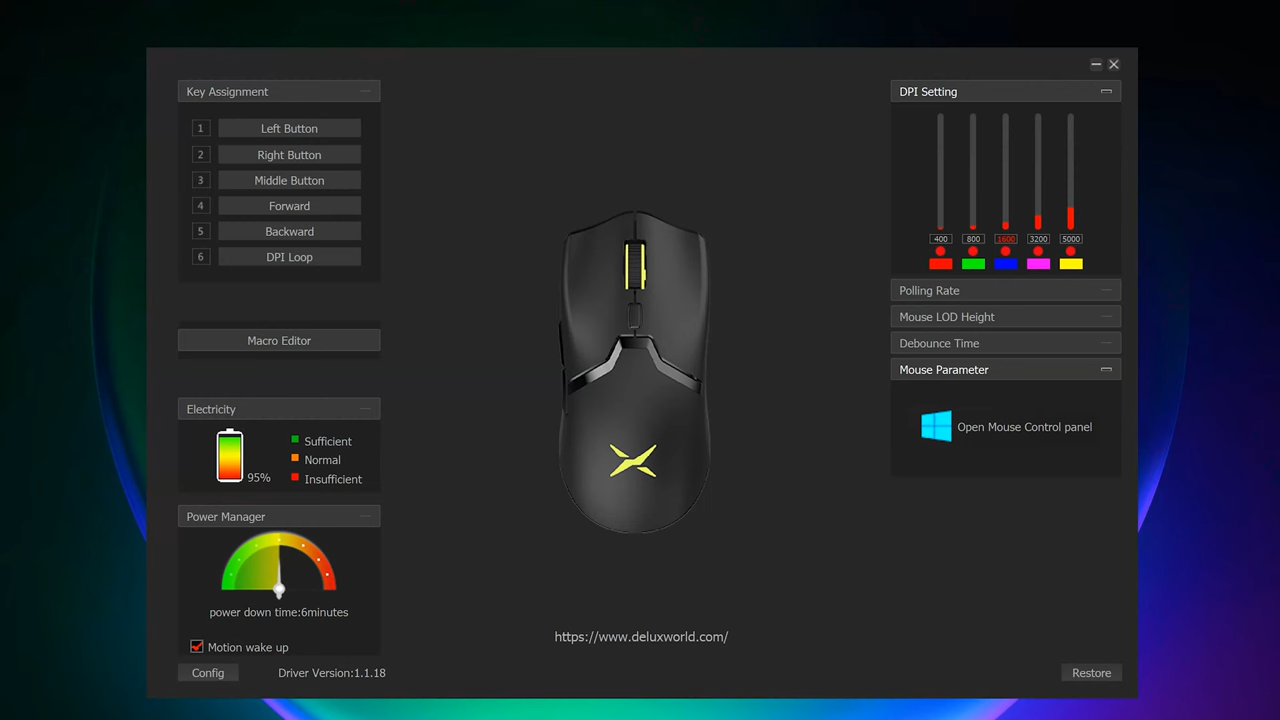 Key Assignment
1 Left Button
2 Right Button
3 Middle Button
4 Forward
5 Backward
6 DPI Loop
Macro Editor
Electricity
Sufficient
Normal
95% Insufficient
Power Manager
power down time:6minutes
Motion wake up
Config Driver Version:1.1.18
https://www.deluxworld.com/
DPI Setting
400 800 1600 3200 5000
Polling Rate
Mouse LOD Height
Debounce Time
Mouse Parameter
Open Mouse Control panel
Restore